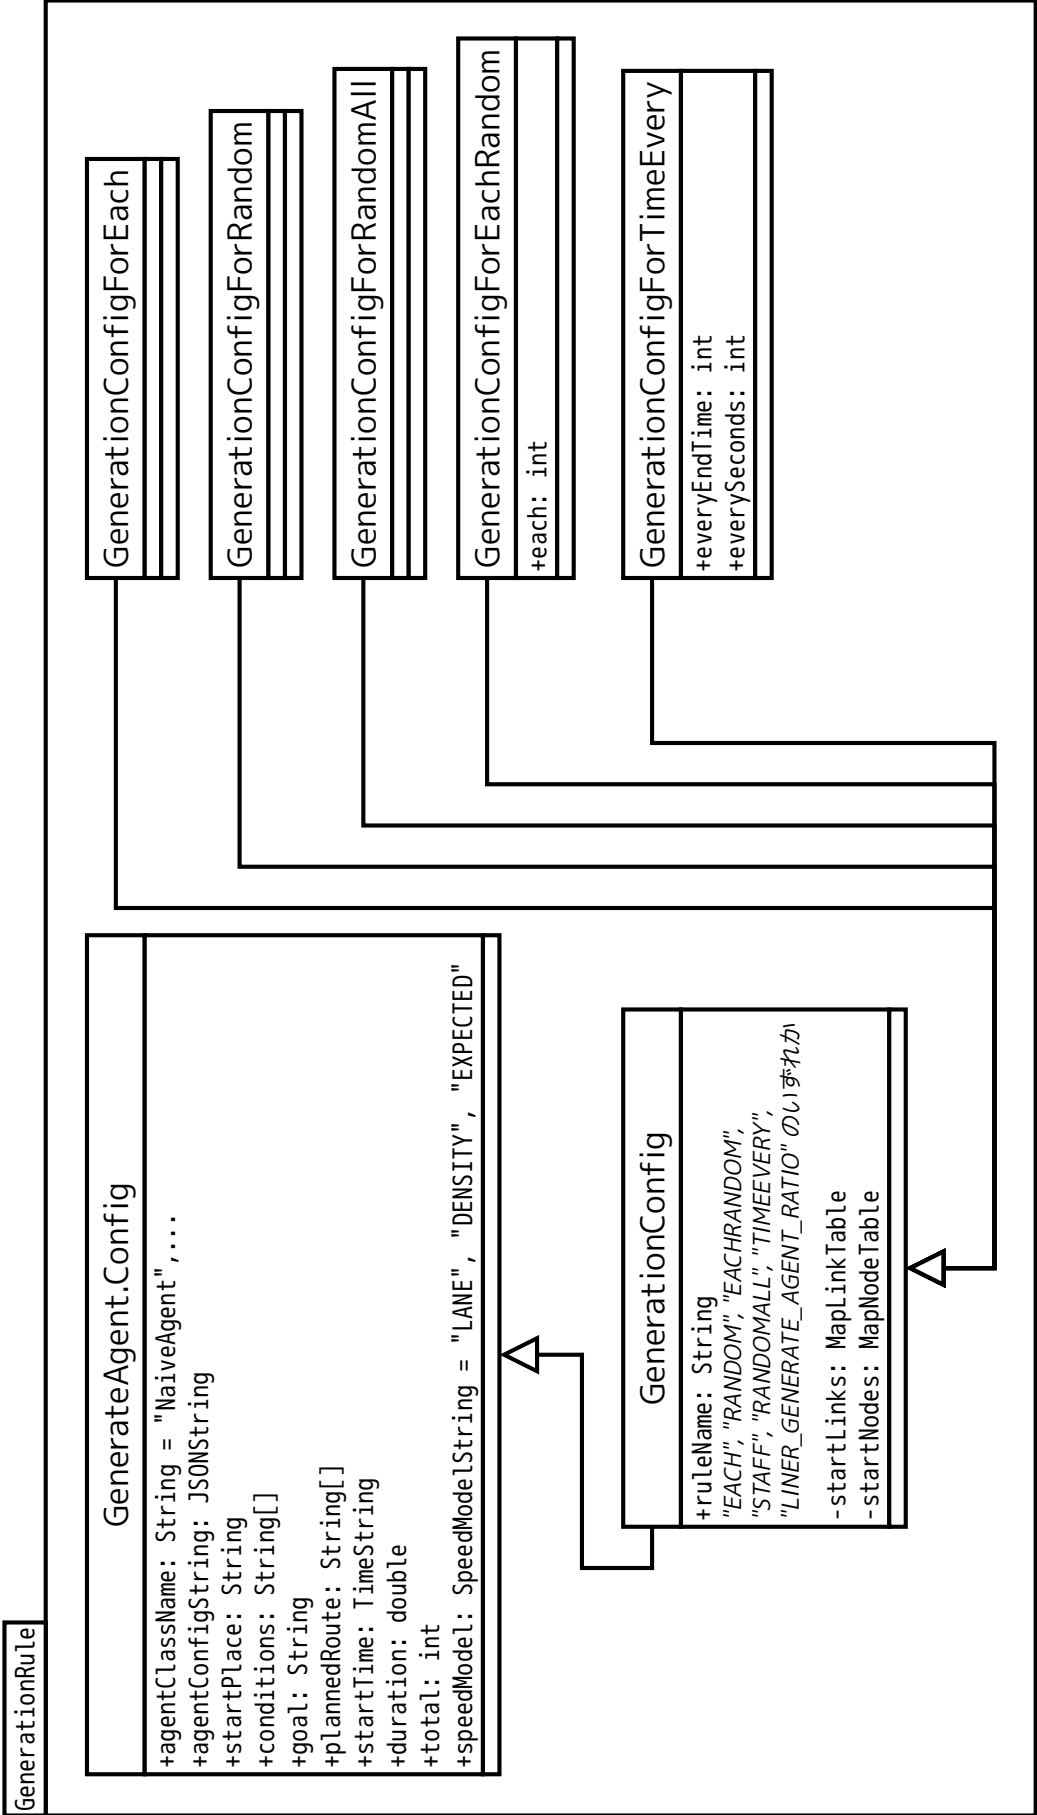 GenerationRule
GenerateAgent.Config
+agentClassName: String = "NaiveAgent",...
+agentConfigString: JSONString
+startPlace: String
+conditions: String[]
+goal: String
+plannedRoute: String[]
+startTime: TimeString
+duration: double
+total: int
+speedModel: SpeedModelString = "LANE", "DENSITY", "EXPECTED"
GenerationConfig
+ruleName: String
"EACH", "RANDOM", "EACHRANDOM",
"STAFF", "RANDOMALL", "TIMEEVERY",
"LINER_GENERATE_AGENT_RATIO" のいずれか
-startLinks: MapLinkTable
-startNodes: MapNodeTable
GenerationConfigForEach
GenerationConfigForRandom
GenerationConfigForRandomAll
GenerationConfigForEachRandom
+each: int
GenerationConfigForTimeEvery
+everyEndTime: int
+everySeconds: int